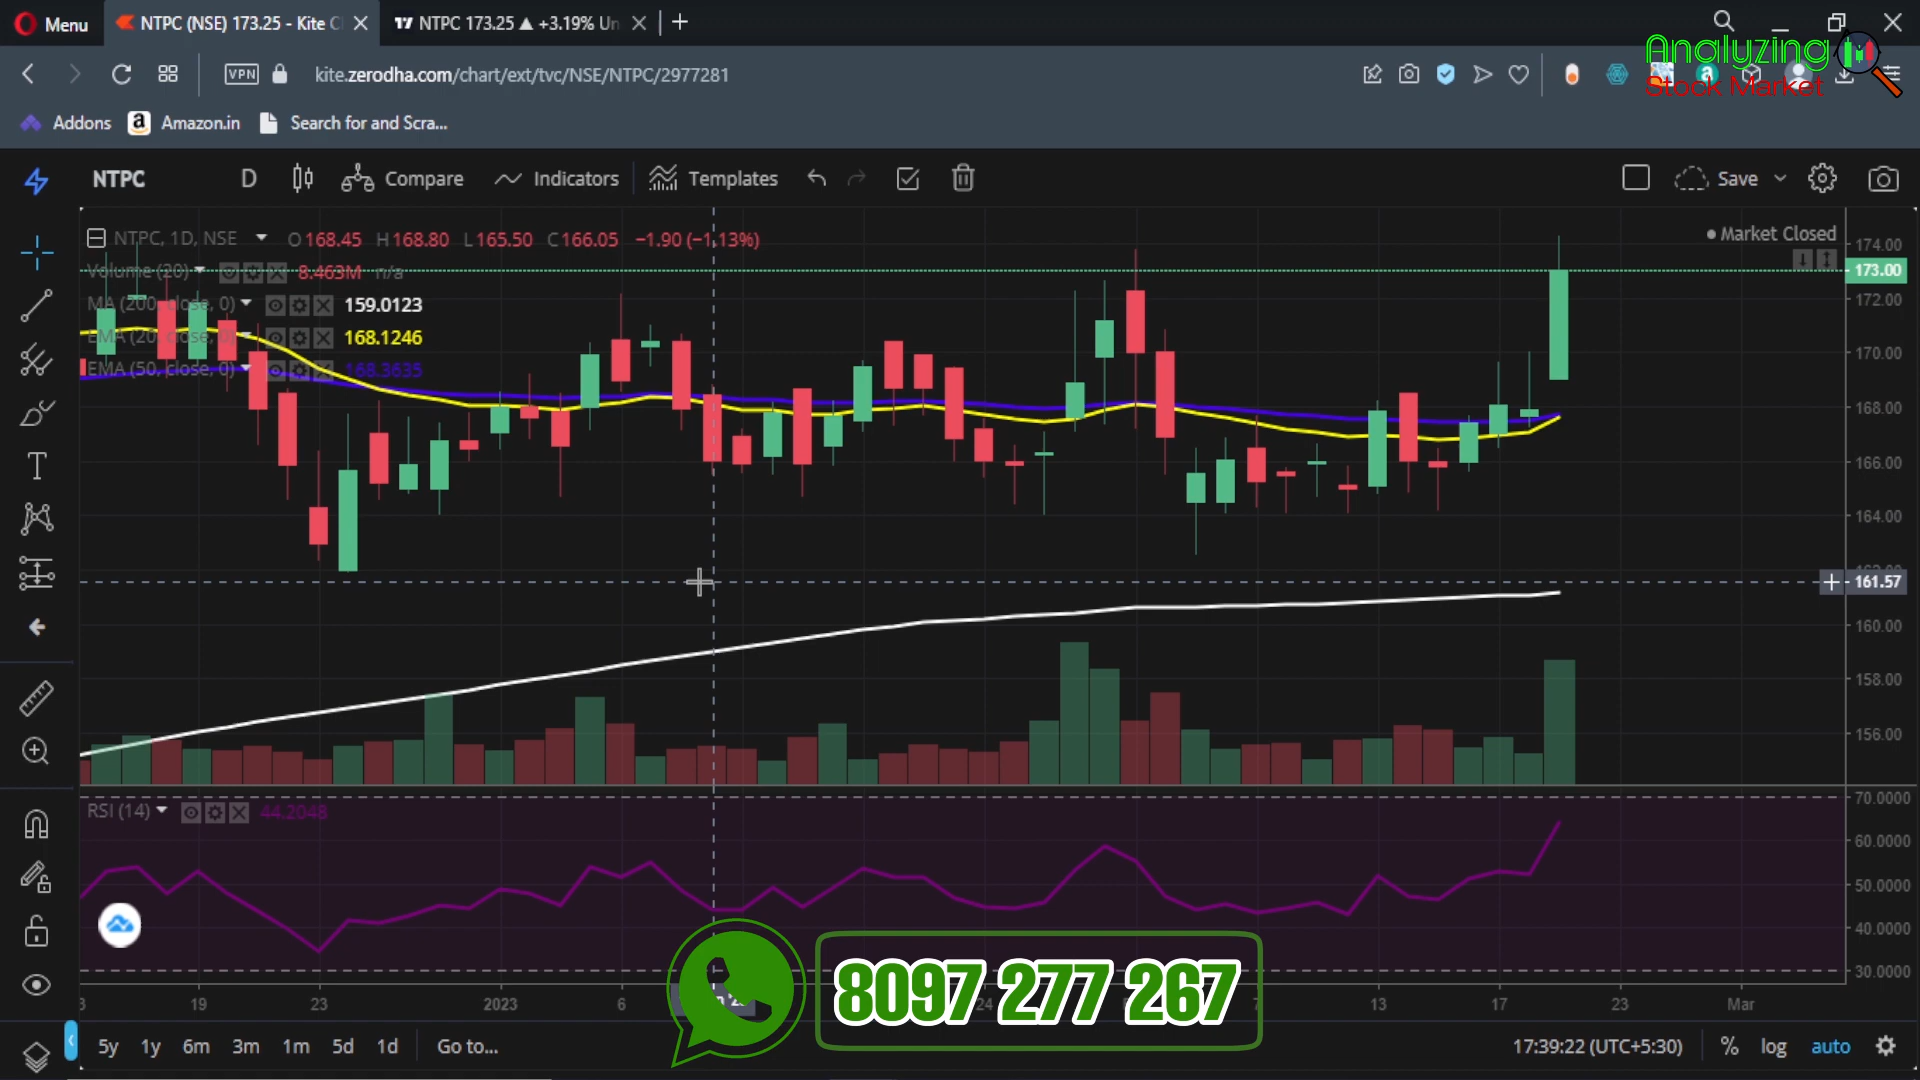 Menu
NTPC (NSE) 173.25 - Kite C
NTPC 173.25 ▲ +3.19% Un
Analyzing
Stock Market
VPN
kite.zerodha.com/chart/ext/tvc/NSE/NTPC/2977281
Addons
Amazon.in
Search for and Scra...
NTPC
D
Compare
Indicators
Templates
Save
NTPC, 1D, NSE
O168.45 H168.80 L165.50 C166.05 −1.90 (−1.13%)
Market Closed
Volume (20)
8.463M n/a
MA (200, close, 0)
159.0123
EMA (20, close, 0)
168.1246
EMA (50, close, 0)
168.3635
174.00
173.00
172.00
170.00
168.00
166.00
164.00
161.57
160.00
158.00
156.00
RSI (14)
44.2048
70.0000
60.0000
50.0000
40.0000
30.0000
19
23
2023
6
24
13
17
23
Mar
8097 277 267
5y 1y 6m 3m 1m 5d 1d
Go to...
17:39:22 (UTC+5:30)
% log auto